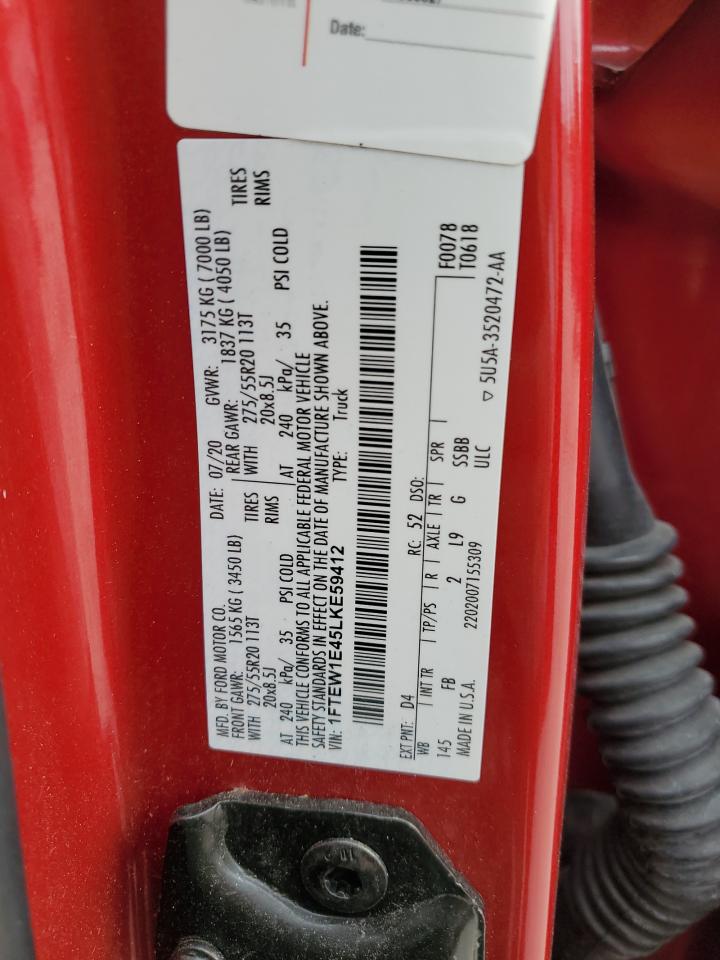 Date:
MFD. BY FORD MOTOR CO. DATE: 07/20 GVWR: 3175 KG ( 7000 LB)
FRONT GAWR: 1565 KG ( 3450 LB) REAR GAWR: 1837 KG ( 4050 LB)
WITH 275/55R20 113T TIRES WITH 275/55R20 113T TIRES
20x8.5J RIMS 20x8.5J RIMS
AT 240 kPa/ 35 PSI COLD AT 240 kPa/ 35 PSI COLD
THIS VEHICLE CONFORMS TO ALL APPLICABLE FEDERAL MOTOR VEHICLE
SAFETY STANDARDS IN EFFECT ON THE DATE OF MANUFACTURE SHOWN ABOVE.
VIN: 1FTEW1E45LKE59412 TYPE: Truck
EXT PNT: D4 RC: 52 DSO: F0078
WB INT TR TP/PS R AXLE TR SPR T0618
145 FB 2 L9 G SSBB
2202007155309 ULC
MADE IN U.S.A. ▽ 5U5A-3520472-AA